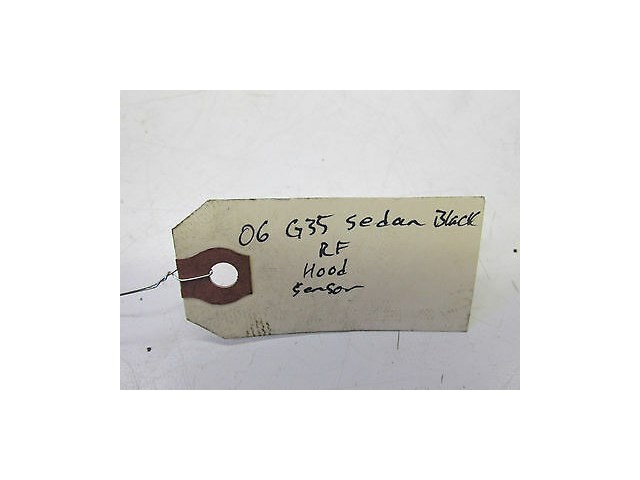 06 G35 Sedan Black
RF
Hood
Sensor